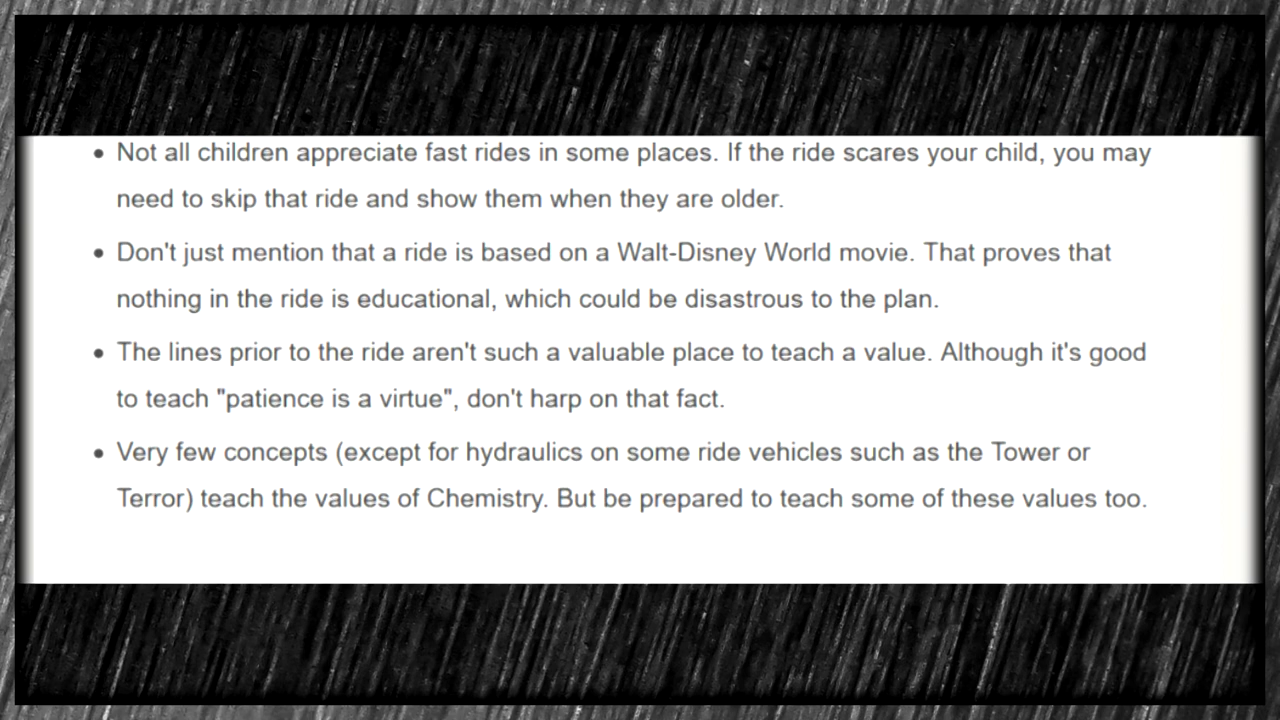 Not all children appreciate fast rides in some places. If the ride scares your child, you may
need to skip that ride and show them when they are older.
Don't just mention that a ride is based on a Walt-Disney World movie. That proves that
nothing in the ride is educational, which could be disastrous to the plan.
The lines prior to the ride aren't such a valuable place to teach a value. Although it's good
to teach "patience is a virtue", don't harp on that fact.
Very few concepts (except for hydraulics on some ride vehicles such as the Tower or
Terror) teach the values of Chemistry. But be prepared to teach some of these values too.